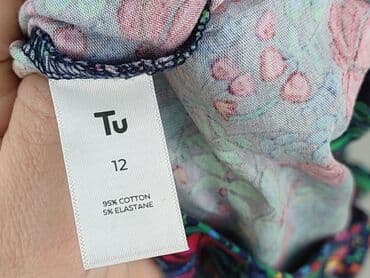 Tu
12
95% COTTON
5% ELASTANE